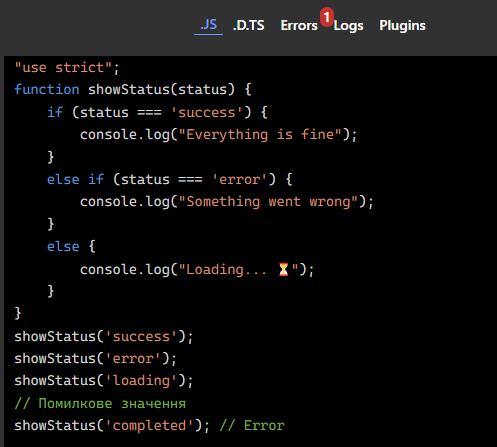 .JS .D.TS Errors 1 Logs Plugins
"use strict";
function showStatus(status) {
    if (status === 'success') {
        console.log("Everything is fine");
    }
    else if (status === 'error') {
        console.log("Something went wrong");
    }
    else {
        console.log("Loading... ⏳");
    }
}
showStatus('success');
showStatus('error');
showStatus('loading');
// Помилкове значення
showStatus('completed'); // Error